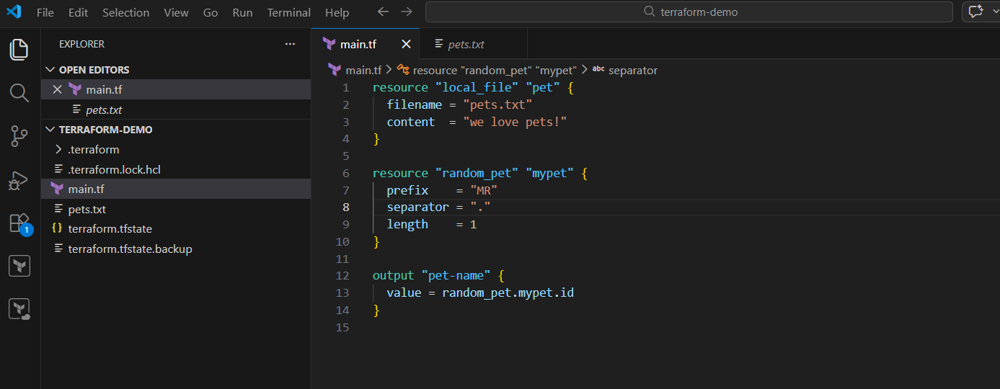 File Edit Selection View Go Run Terminal Help terraform-demo
EXPLORER
OPEN EDITORS
main.tf
pets.txt
TERRAFORM-DEMO
.terraform
.terraform.lock.hcl
main.tf
pets.txt
{} terraform.tfstate
terraform.tfstate.backup
1
main.tf pets.txt
main.tf > resource "random_pet" "mypet" > abc separator
1 resource "local_file" "pet" {
2   filename = "pets.txt"
3   content  = "we love pets!"
4 }
5
6 resource "random_pet" "mypet" {
7   prefix    = "MR"
8   separator = "."
9   length    = 1
10 }
11
12 output "pet-name" {
13   value = random_pet.mypet.id
14 }
15